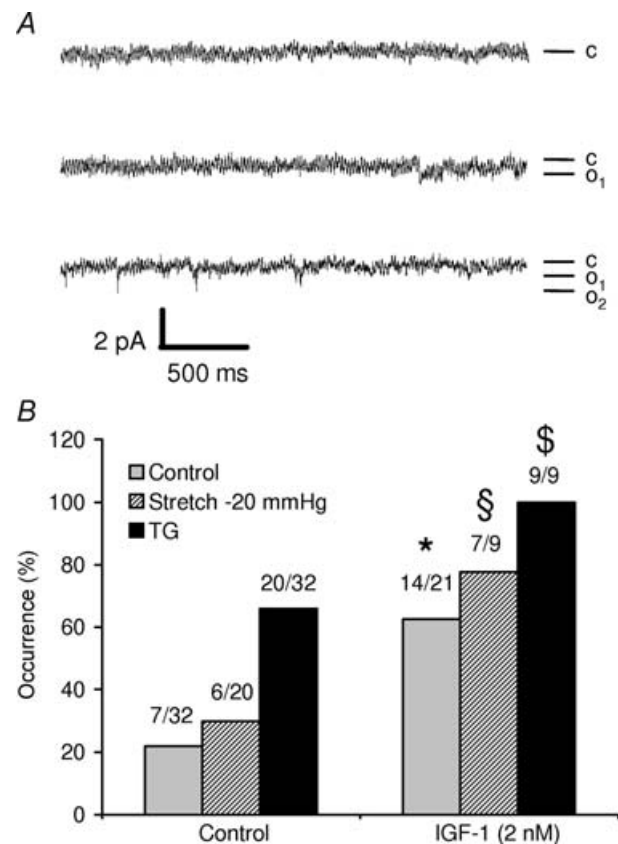 A
c
c
o1
c
o1
o2
2 pA
500 ms
B
120
100
80
60
40
20
0
Occurrence (%)
Control
Stretch -20 mmHg
TG
7/32
6/20
20/32
*
14/21
§
7/9
$
9/9
Control
IGF-1 (2 nM)